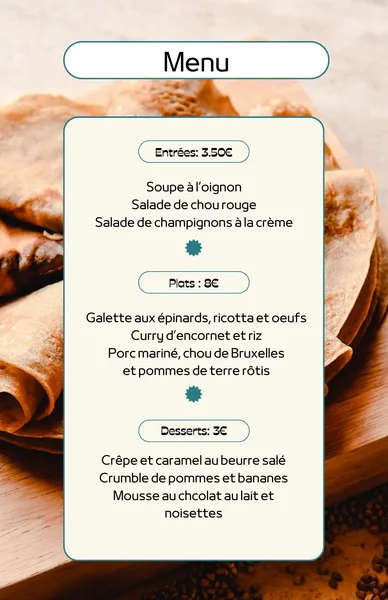 Menu
Entrées: 3.50€
Soupe à l'oignon
Salade de chou rouge
Salade de champignons à la crème
Plats : 8€
Galette aux épinards, ricotta et oeufs
Curry d'encornet et riz
Porc mariné, chou de Bruxelles
et pommes de terre rôtis
Desserts: 3€
Crêpe et caramel au beurre salé
Crumble de pommes et bananes
Mousse au chcolat au lait et
noisettes